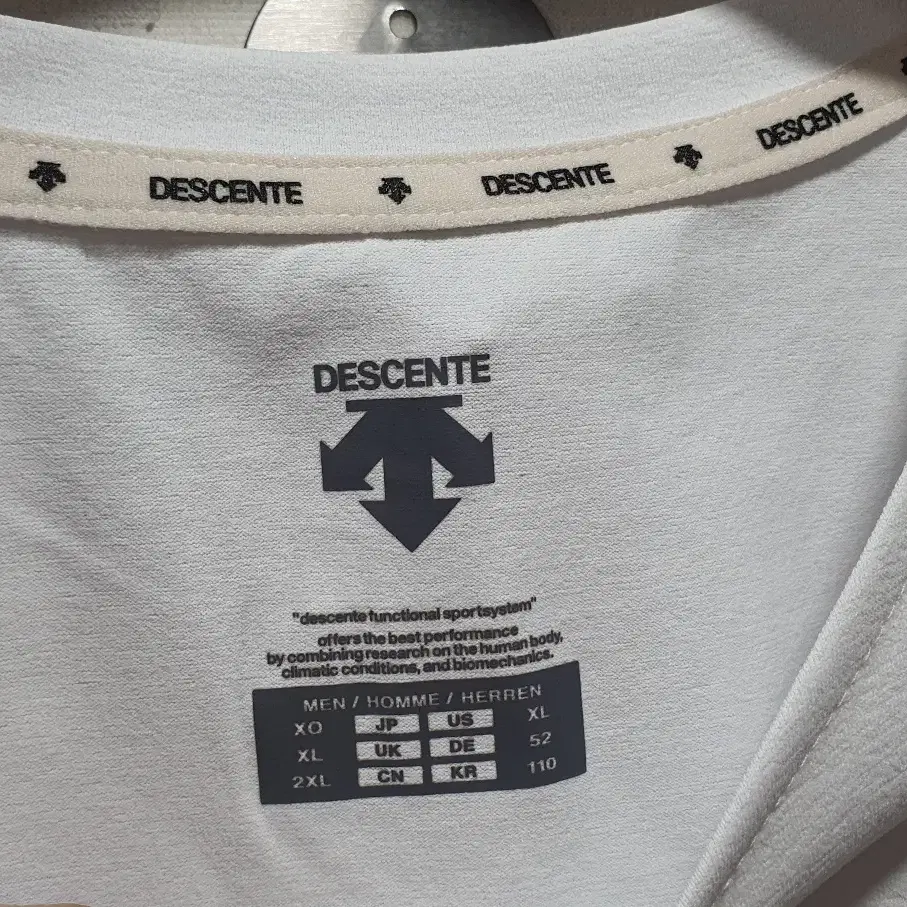 DESCENTE DESCENTE DESCENTE
DESCENTE
"descente functional sportsystem"
offers the best performance
by combining research on the human body,
climatic conditions, and biomechanics.
MEN / HOMME / HERREN
XO JP US XL
XL UK DE 52
2XL CN KR 110